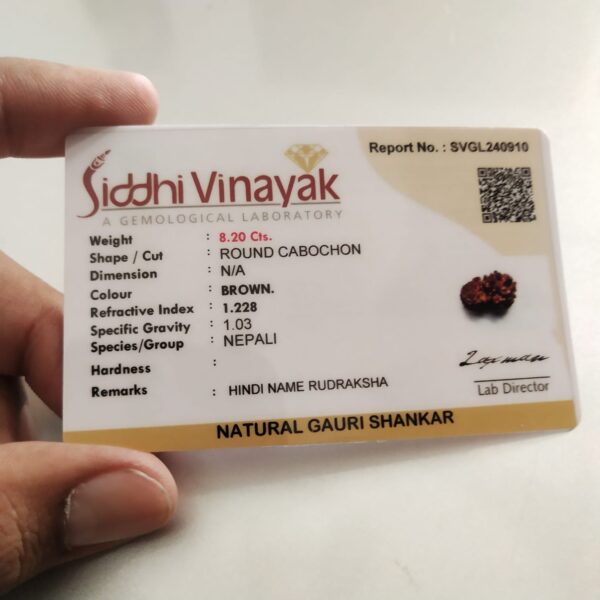 Siddhi Vinayak
A GEMOLOGICAL LABORATORY
Report No. : SVGL240910
Weight : 8.20 Cts.
Shape / Cut : ROUND CABOCHON
Dimension : N/A
Colour : BROWN.
Refractive Index : 1.228
Specific Gravity : 1.03
Species/Group : NEPALI
Hardness :
Remarks : HINDI NAME RUDRAKSHA
Laxman
Lab Director
NATURAL GAURI SHANKAR